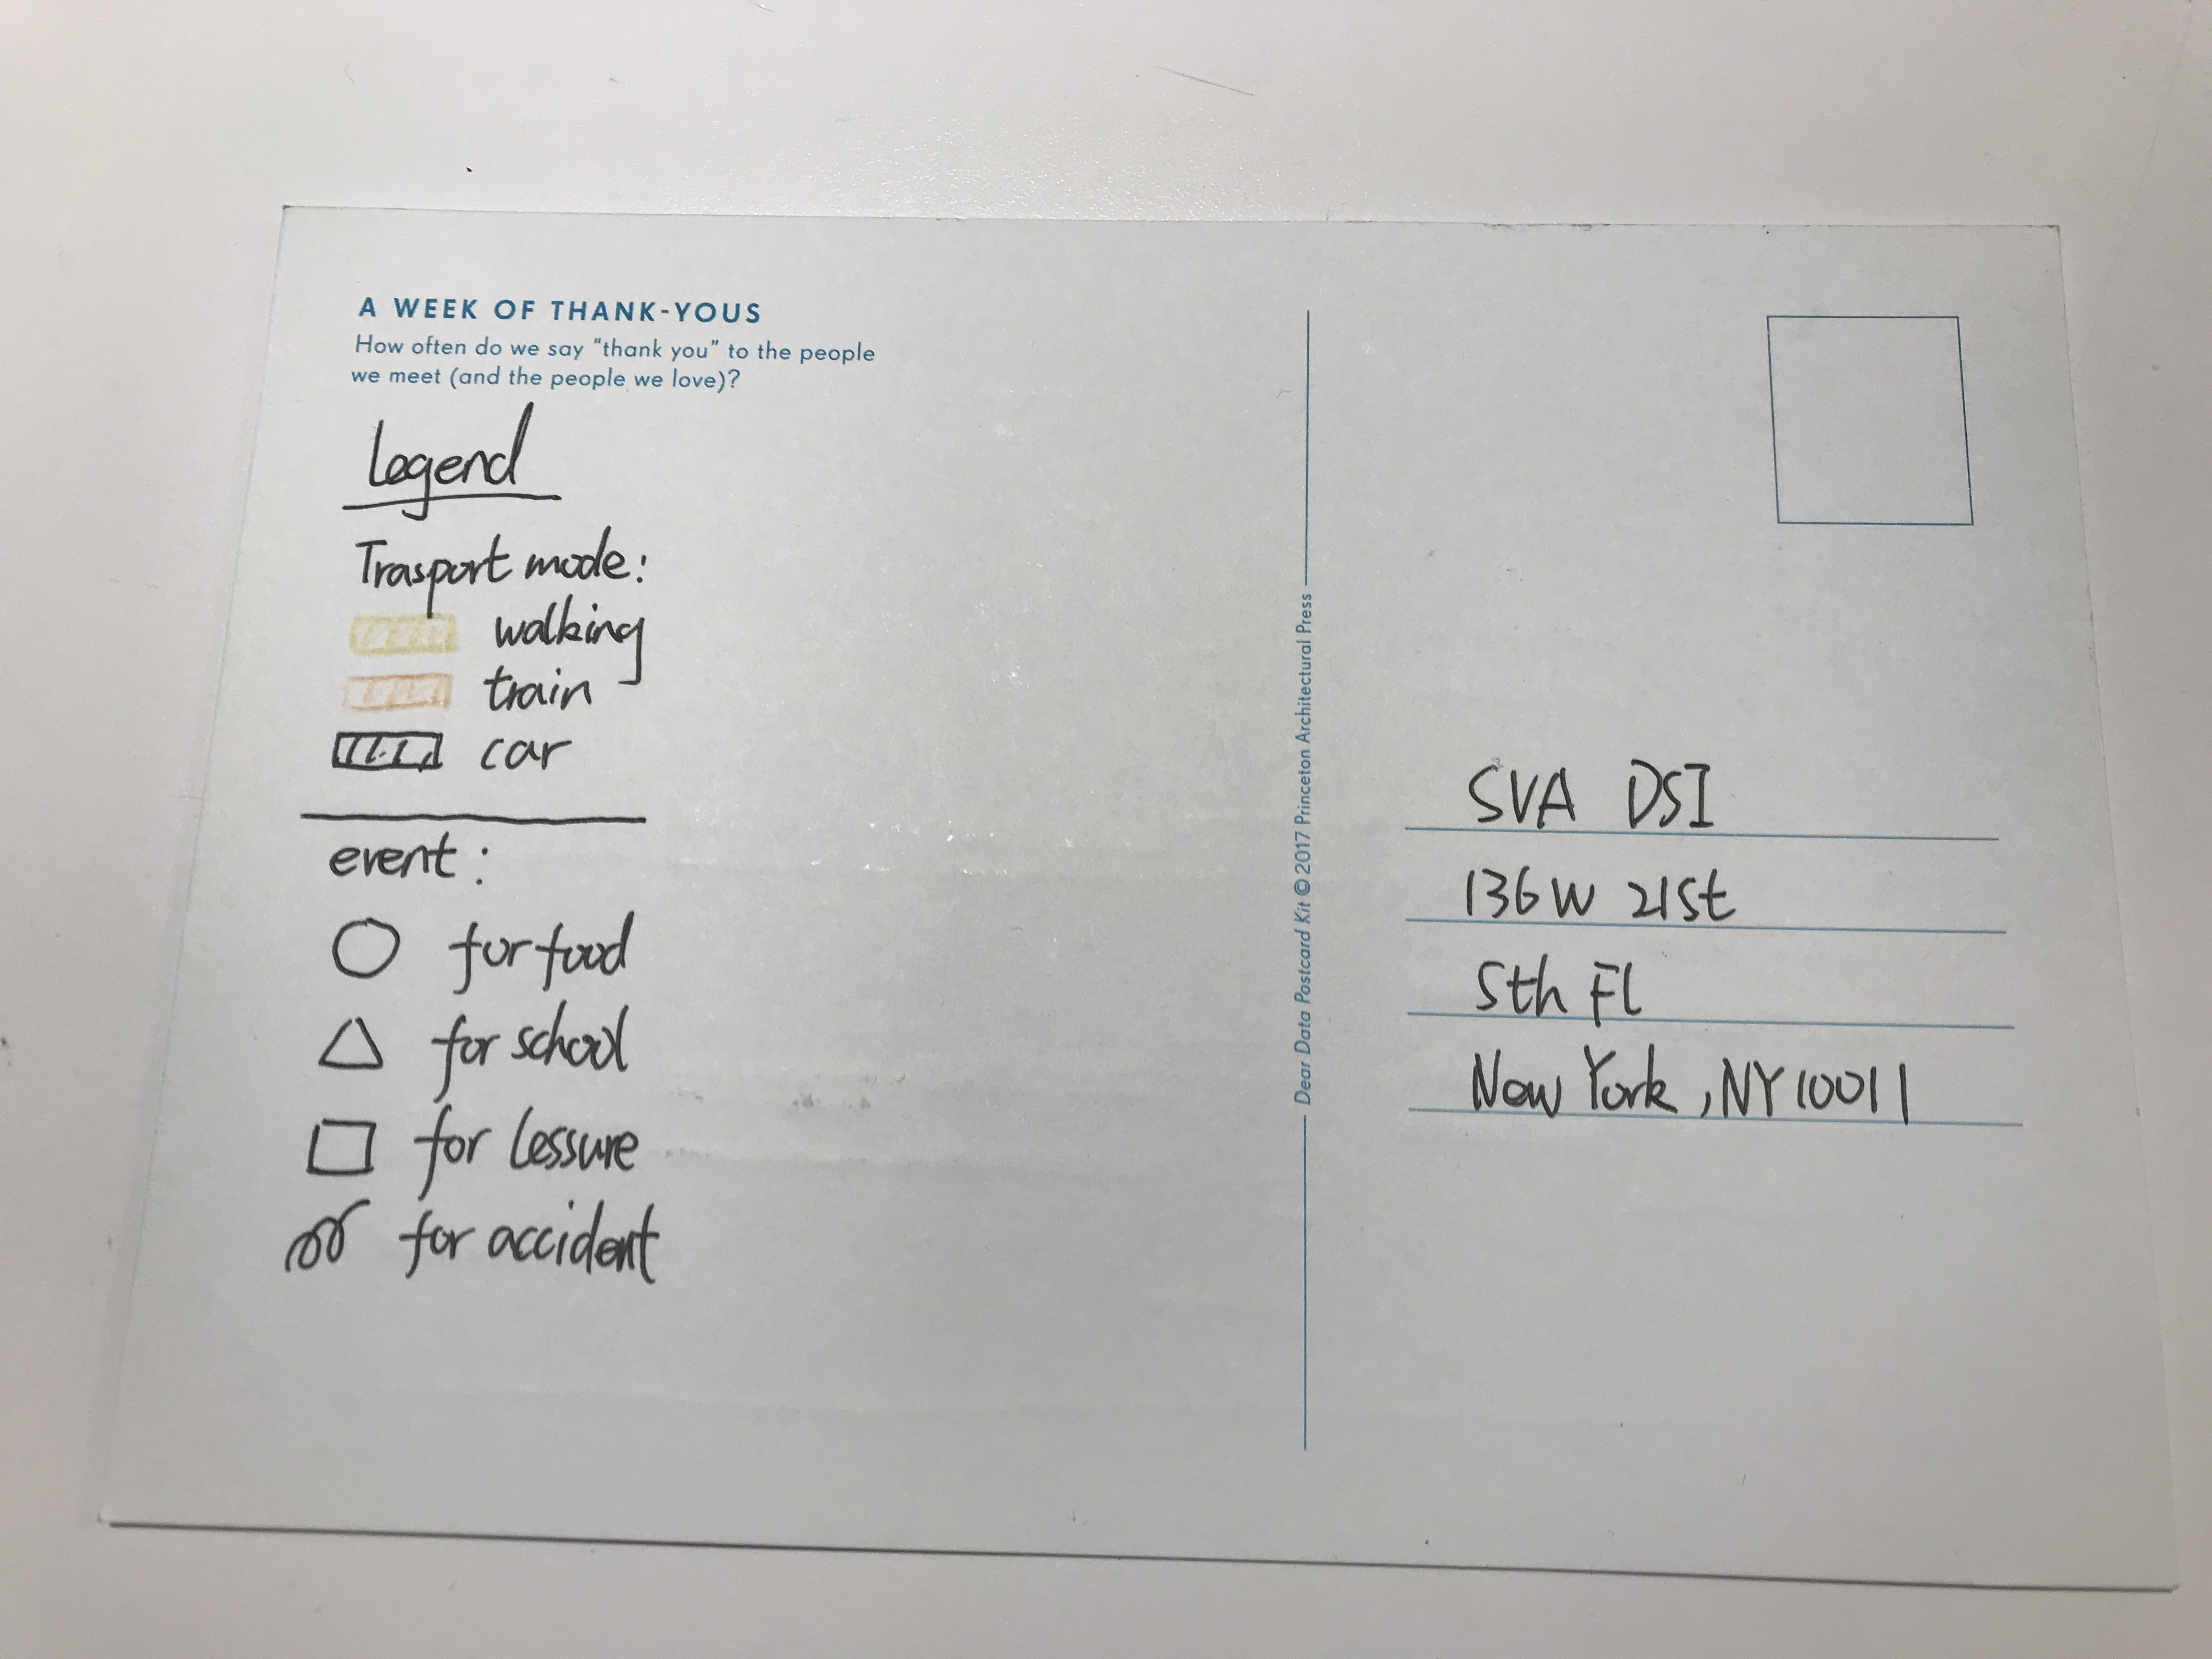 A WEEK OF THANK-YOUS
How often do we say "thank you" to the people
we meet (and the people we love)?
Legend
Trasport mode:
walking
train
car
event:
for food
for school
for lessure
for accident
Dear Data Postcard Kit © 2017 Princeton Architectural Press
SVA DSI
136 W 21st
5th FL
New York, NY 10011